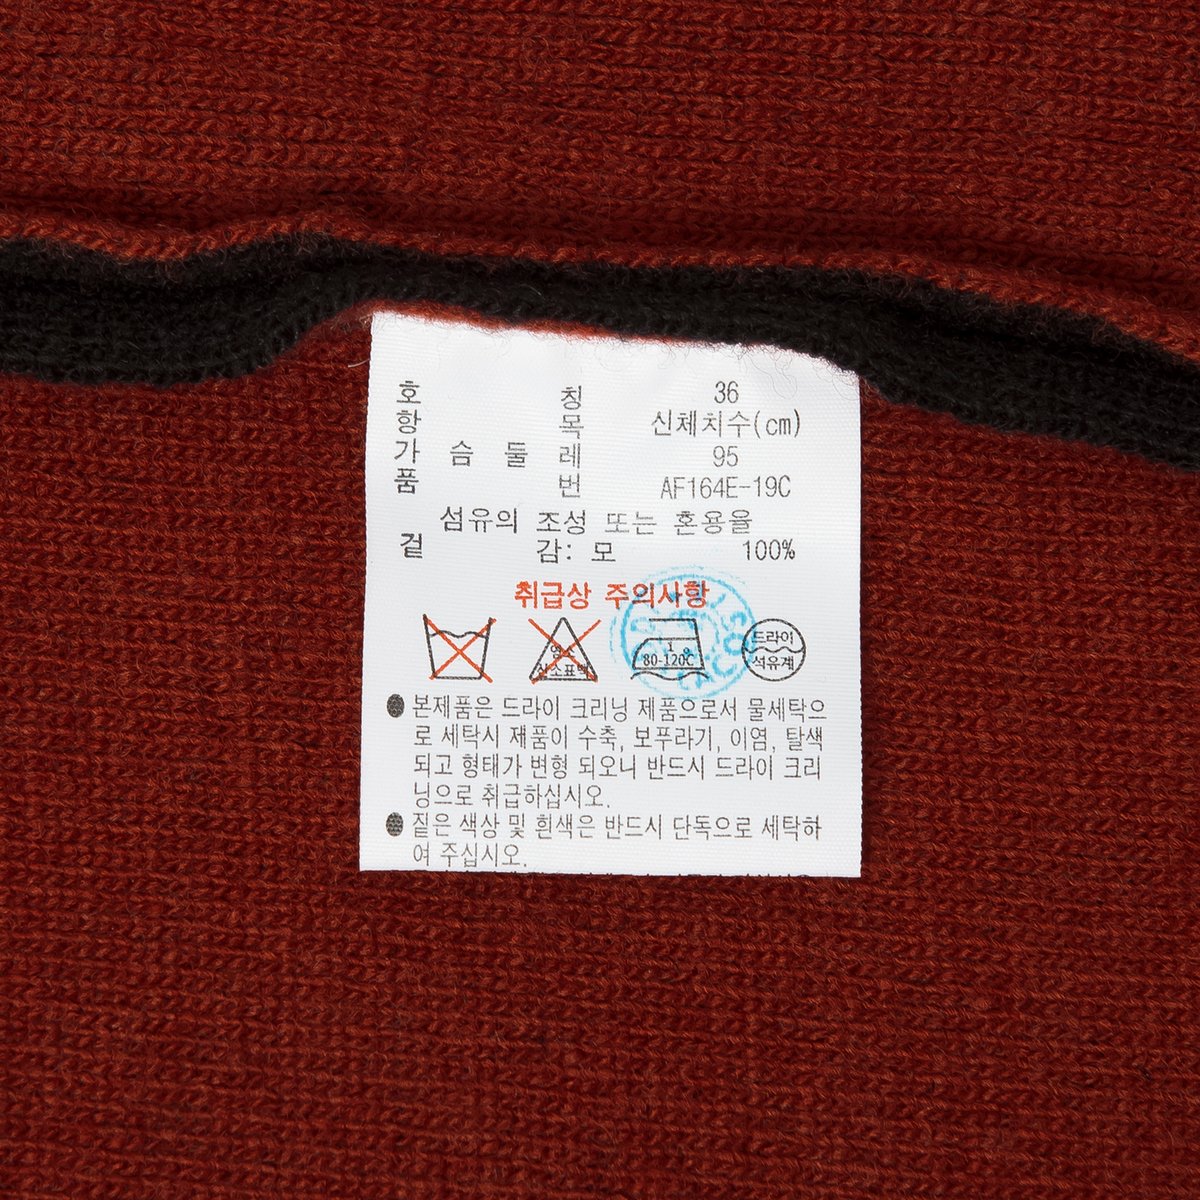 호 칭 36
항 목 신체치수(cm)
가 슴 둘 레 95
품 번 AF164E-19C
섬유의 조성 또는 혼용율
겉 감: 모 100%
취급상 주의사항
80-120C
드라이
석유계
● 본제품은 드라이 크리닝 제품으로서 물세탁으
로 세탁시 제품이 수축, 보푸라기, 이염, 탈색
되고 형태가 변형 되오니 반드시 드라이 크리
닝으로 취급하십시오.
● 짙은 색상 및 흰색은 반드시 단독으로 세탁하
여 주십시오.